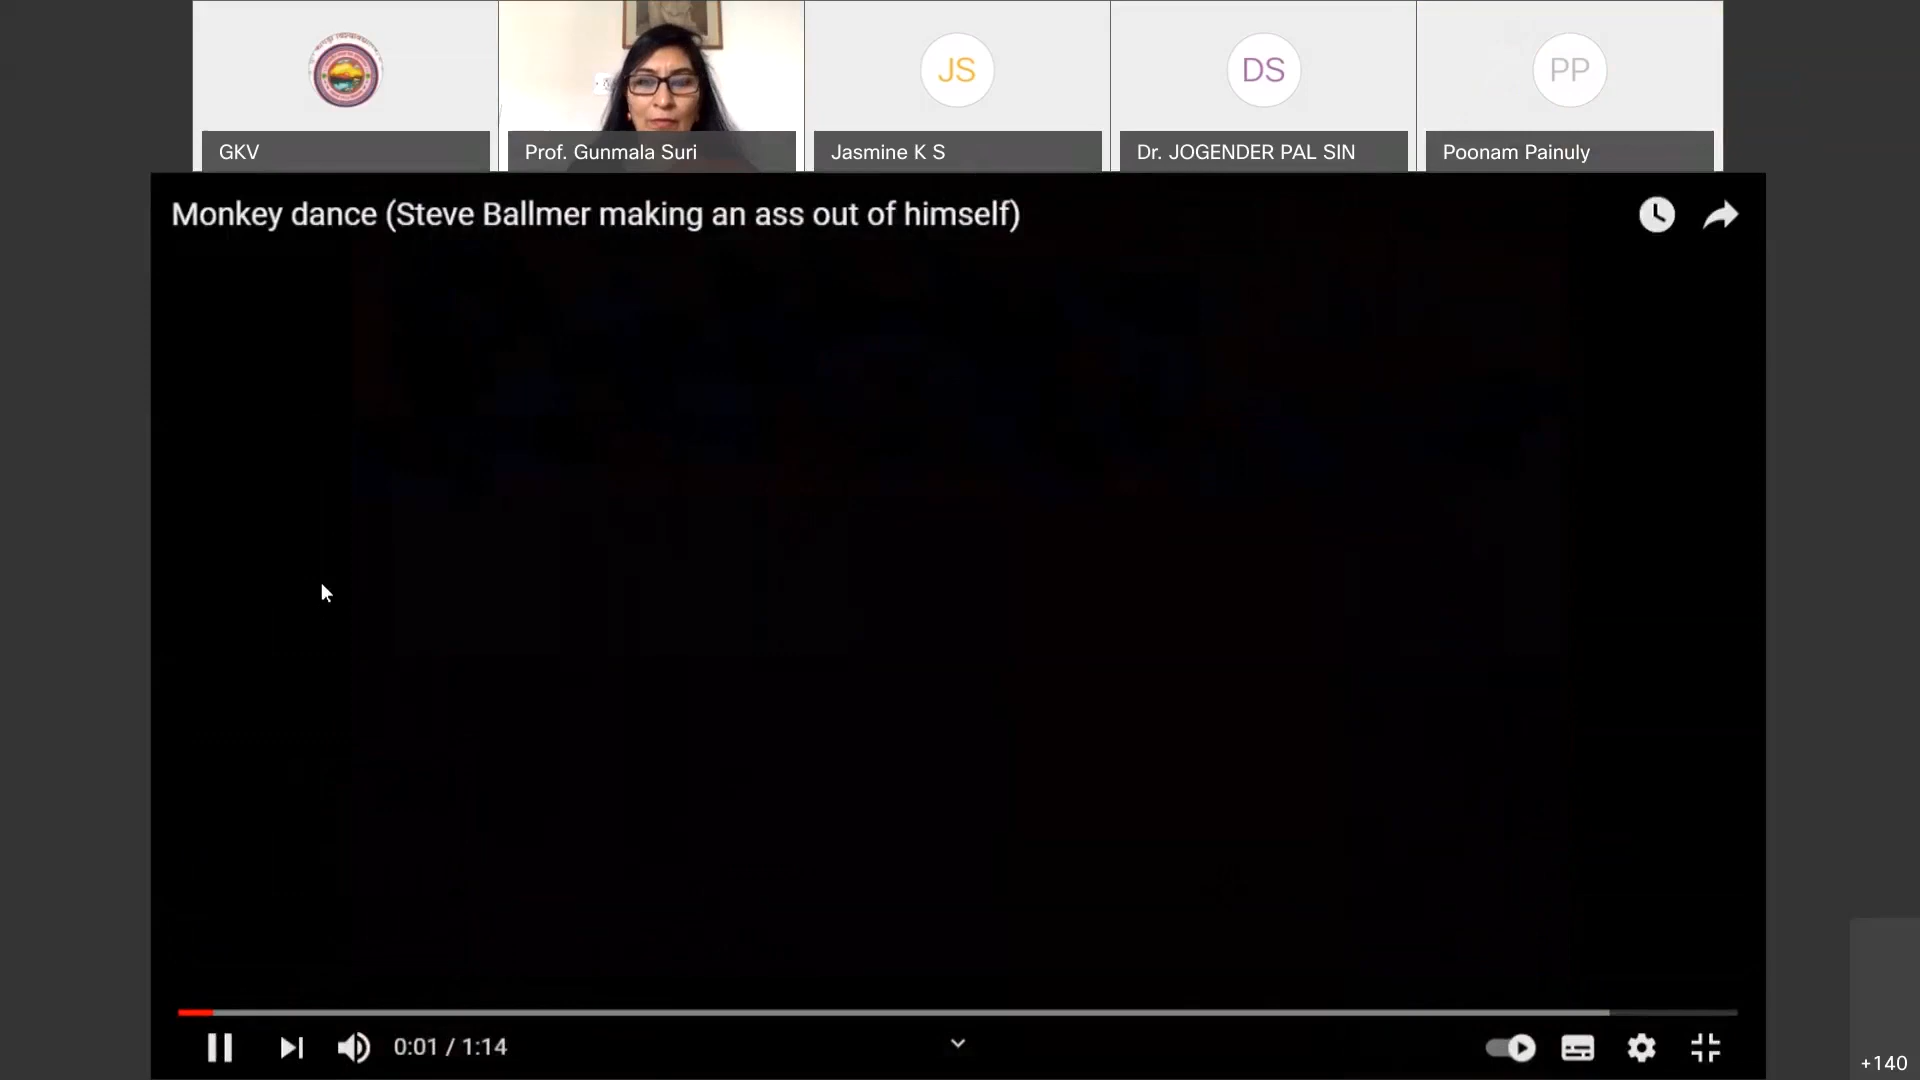 JS
DS
PP
GKV
Prof. Gunmala Suri
Jasmine K S
Dr. JOGENDER PAL SIN
Poonam Painuly
Monkey dance (Steve Ballmer making an ass out of himself)
0:01 / 1:14
+140